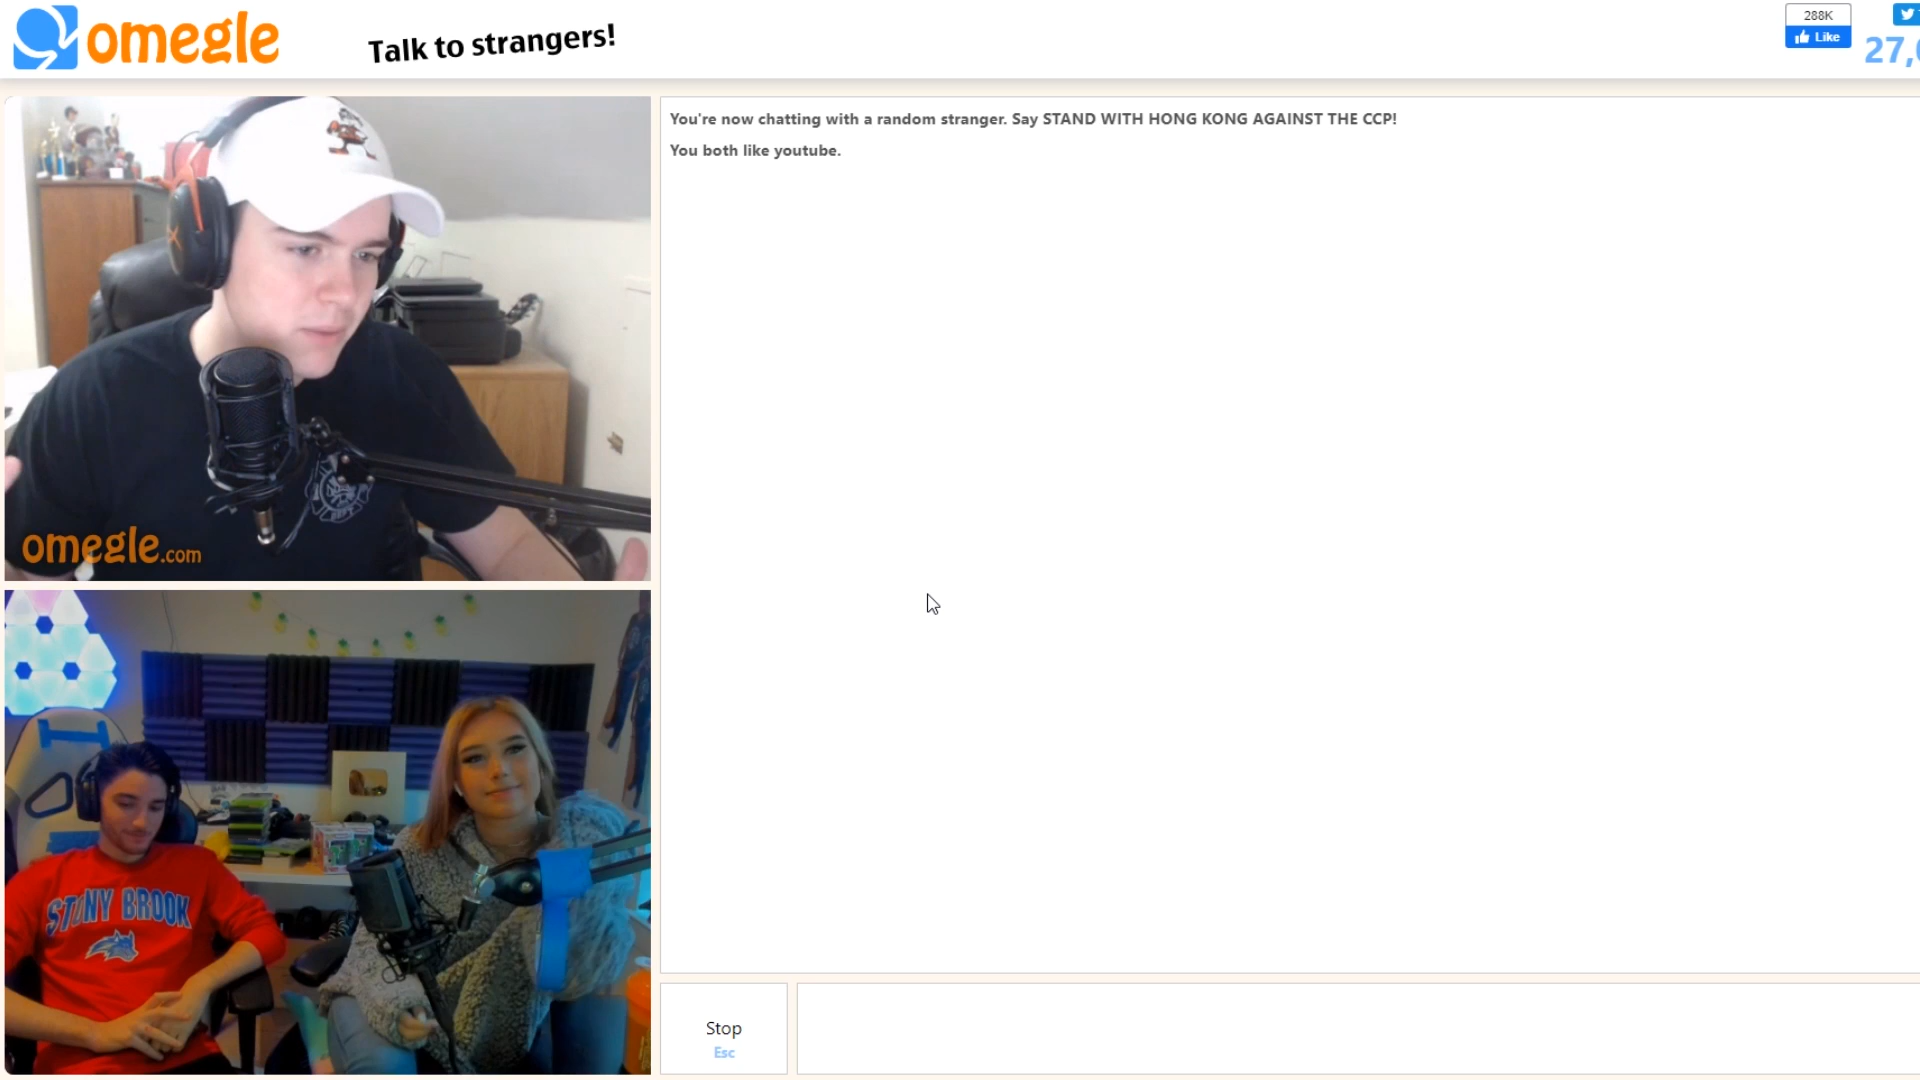 omegle
Talk to strangers!
288K
Like
27,
You're now chatting with a random stranger. Say STAND WITH HONG KONG AGAINST THE CCP!
You both like youtube.
omegle.com
STONY BROOK
Stop
Esc